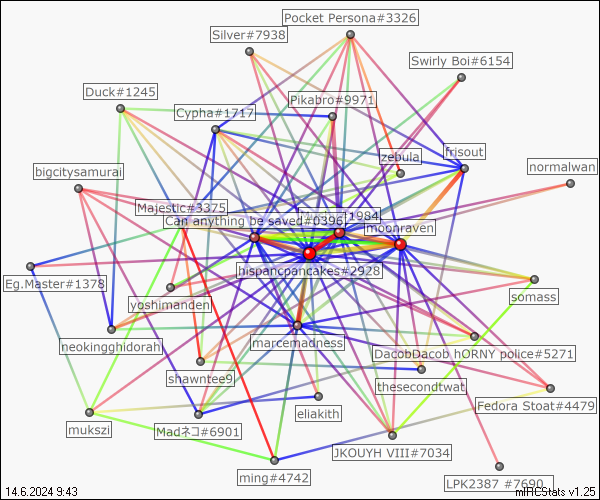 Pocket Persona#3326
Silver#7938
Swirly Boi#6154
Duck#1245
Pikabro#9971
Cypha#1717
frisout
zebula
normalwan
bigcitysamurai
Majestic#3375
1984
Can anything be saved#0396
moonraven
hispancpancakes#2928
Eg.Master#1378
somass
yoshimanden
marcemadness
neokingghidorah
DacobDacob hORNY police#5271
shawntee9
thesecondtwat
Fedora Stoat#4479
eliakith
mukszi
Madネコ#6901
JKOUYH VIII#7034
ming#4742
LPK2387 #7690
14.6.2024 9:43
mIRCStats v1.25